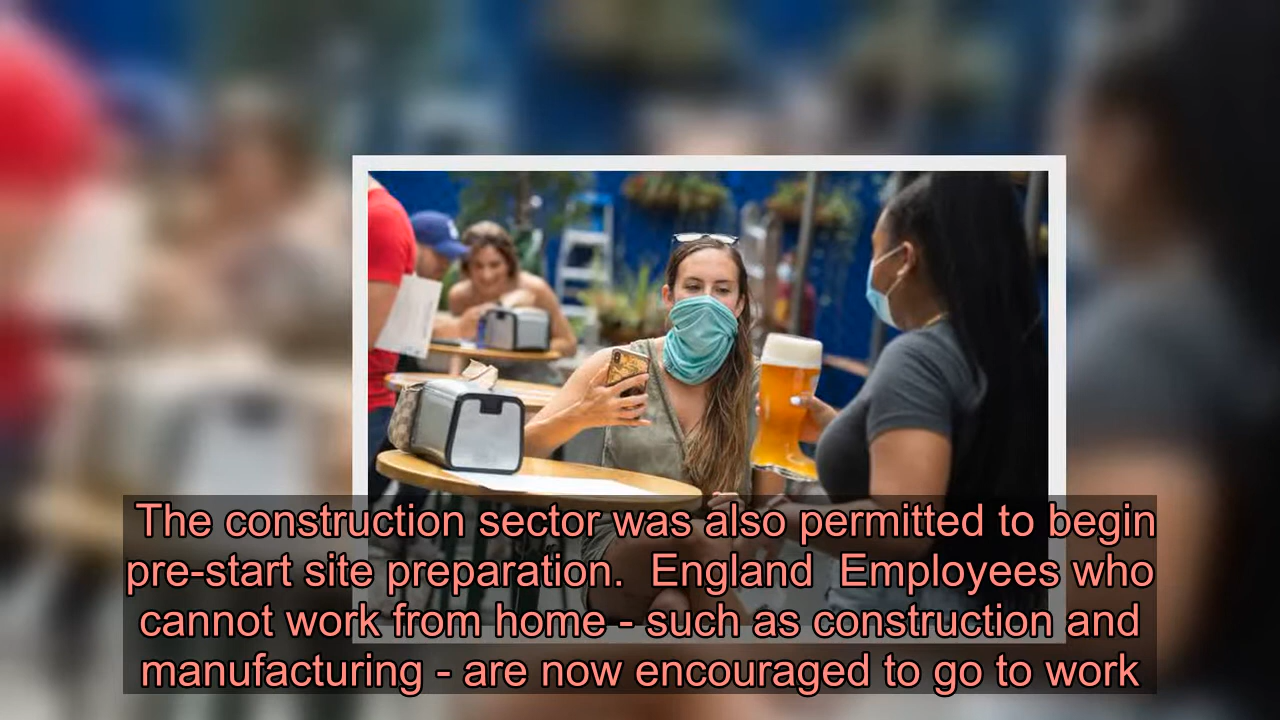 The construction sector was also permitted to begin
pre-start site preparation.  England  Employees who
cannot work from home - such as construction and
manufacturing - are now encouraged to go to work